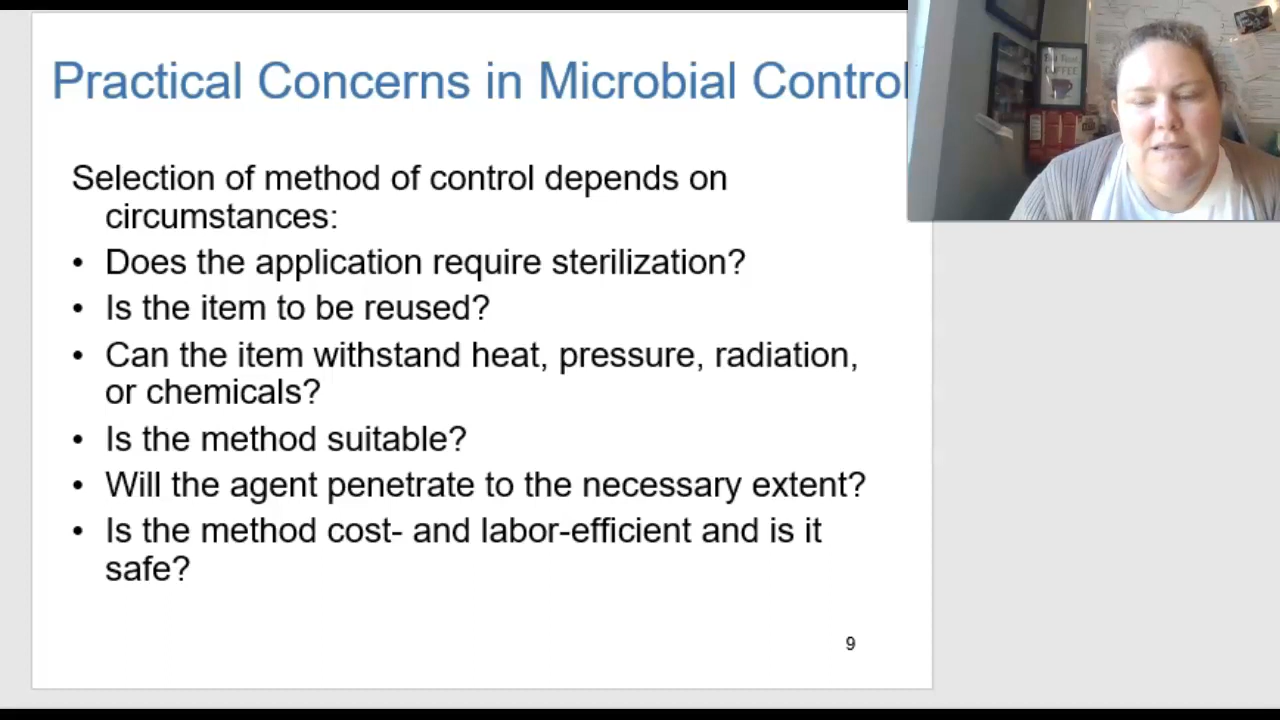 Practical Concerns in Microbial Control
Selection of method of control depends on
circumstances:
• Does the application require sterilization?
• Is the item to be reused?
• Can the item withstand heat, pressure, radiation,
or chemicals?
• Is the method suitable?
• Will the agent penetrate to the necessary extent?
• Is the method cost- and labor-efficient and is it
safe?
9
COFFEE